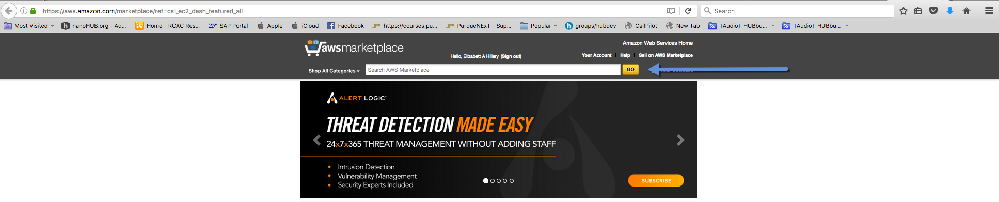 https://aws.amazon.com/marketplace/ref=csl_ec2_dash_featured_all
Search
Most Visited nanoHUB.org - Ad... Home - RCAC Res... SAP Portal Apple iCloud Facebook https://courses.pu... PurdueNExT - Sup... Popular groups/hubdev CallPilot New Tab [Audio] HUBbu... [Audio] HUBbu...
Amazon Web Services Home
awsmarketplace
Hello, Elizabett A Hillery (Sign out) Your Account Help Sell on AWS Marketplace
Shop All Categories Search AWS Marketplace GO
ALERT LOGIC
THREAT DETECTION MADE EASY
24x7x365 THREAT MANAGEMENT WITHOUT ADDING STAFF
• Intrusion Detection
• Vulnerability Management
• Security Experts Included
SUBSCRIBE